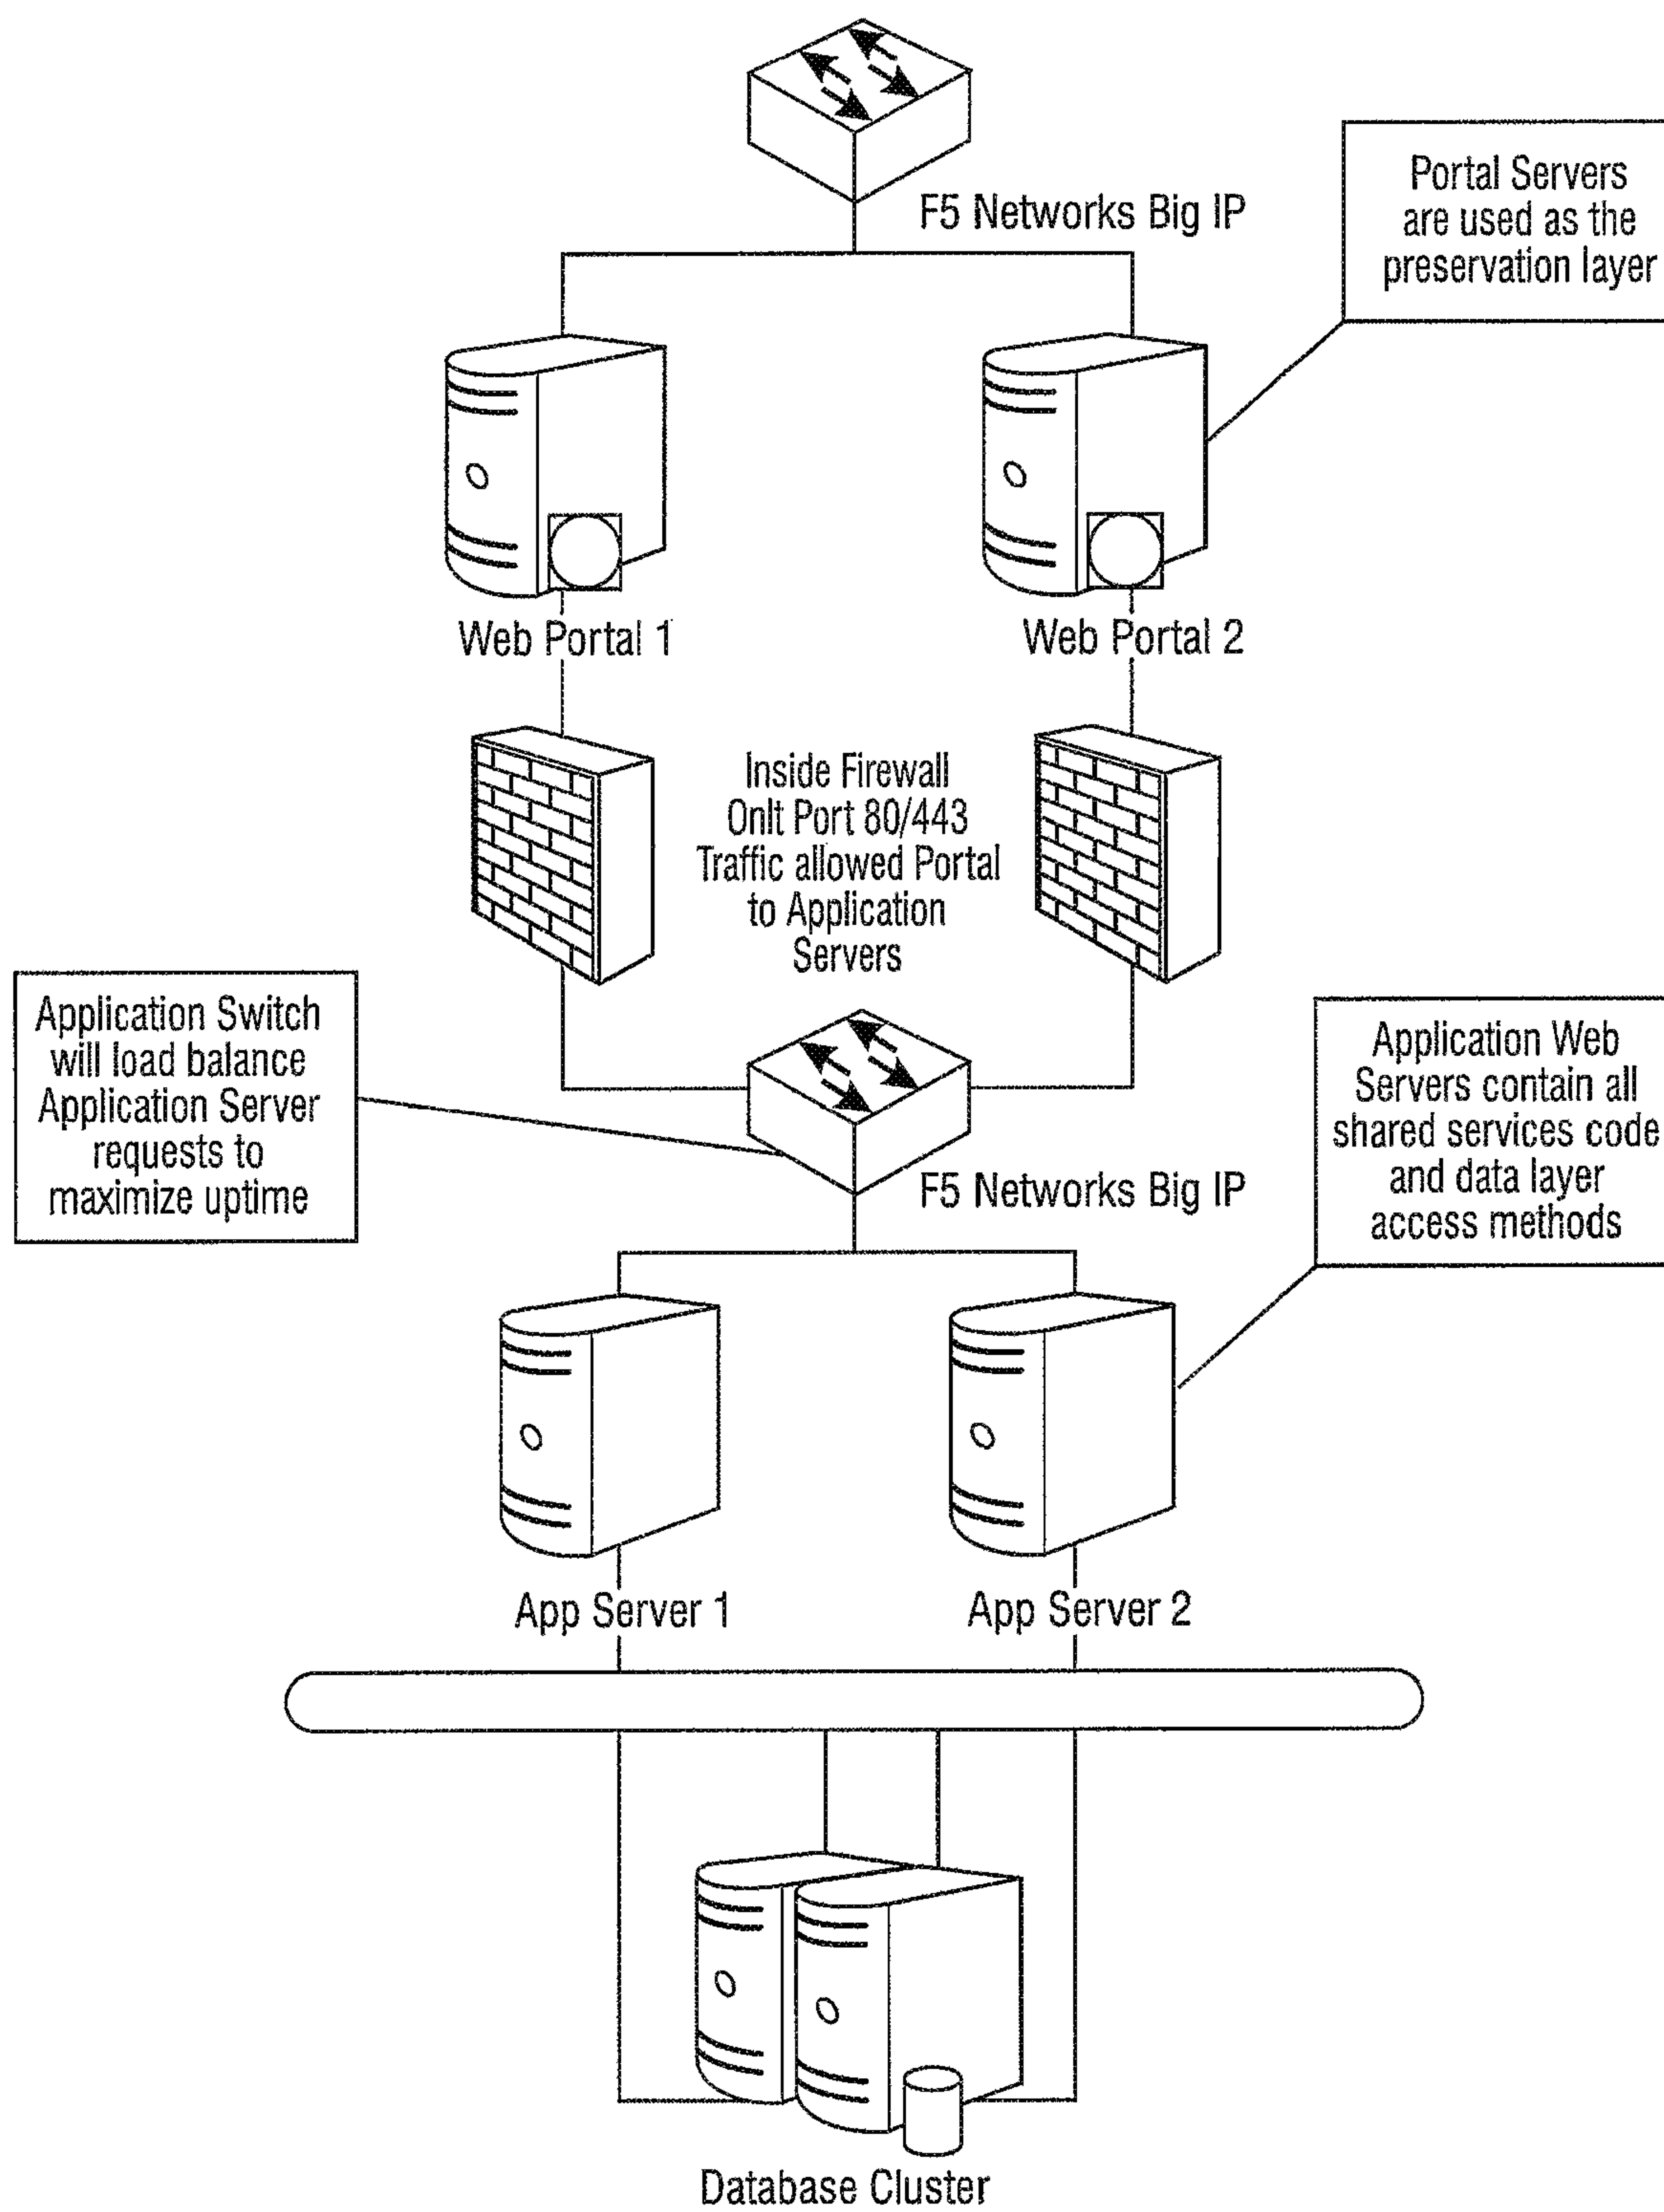 F5 Networks Big IP
Portal Servers
are used as the
preservation layer
Web Portal 1
Web Portal 2
Inside Firewall
Onlt Port 80/443
Traffic allowed Portal
to Application
Servers
Application Switch
will load balance
Application Server
requests to
maximize uptime
F5 Networks Big IP
Application Web
Servers contain all
shared services code
and data layer
access methods
App Server 1
App Server 2
Database Cluster